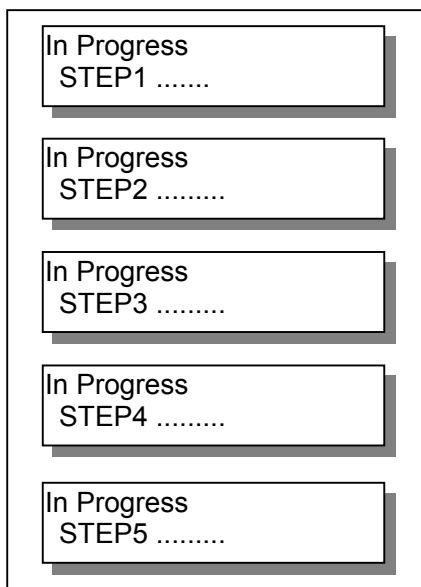 In Progress
STEP1 .......
In Progress
STEP2 .........
In Progress
STEP3 .........
In Progress
STEP4 .........
In Progress
STEP5 .........